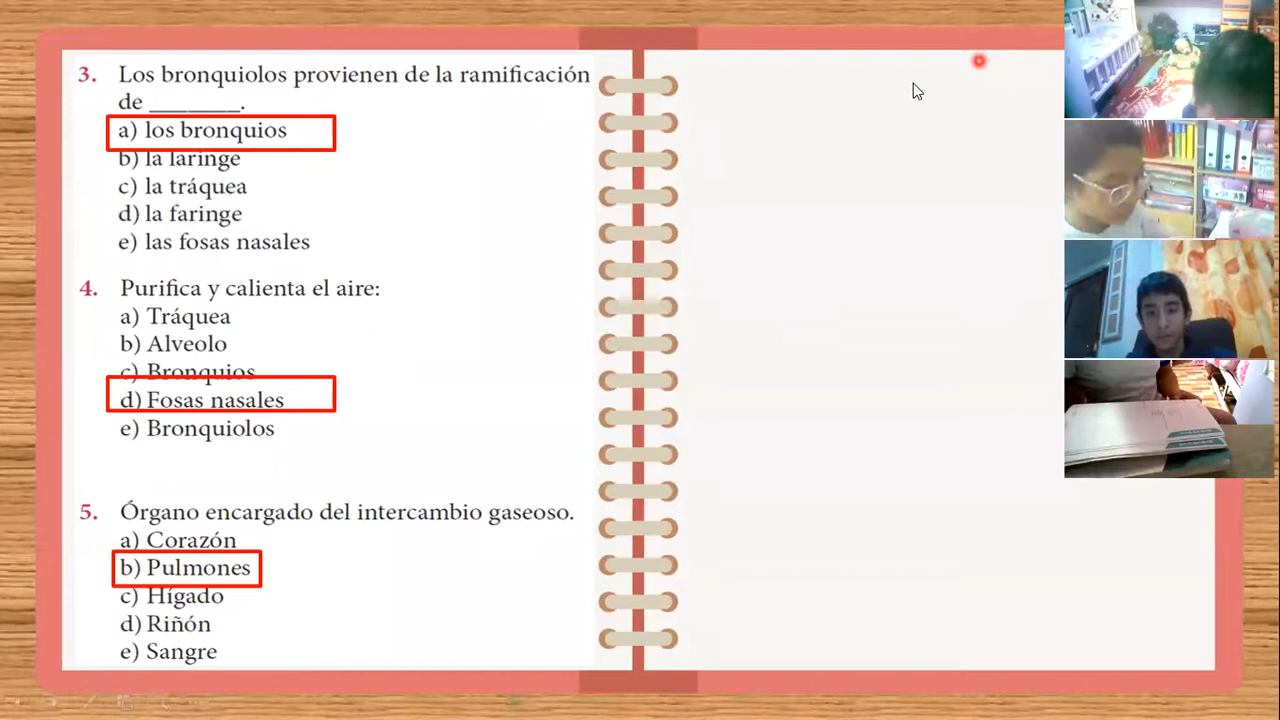 3. Los bronquiolos provienen de la ramificación
de ________.
a) los bronquios
b) la laringe
c) la tráquea
d) la faringe
e) las fosas nasales
4. Purifica y calienta el aire:
a) Tráquea
b) Alveolo
c) Bronquios
d) Fosas nasales
e) Bronquiolos
5. Órgano encargado del intercambio gaseoso.
a) Corazón
b) Pulmones
c) Hígado
d) Riñón
e) Sangre